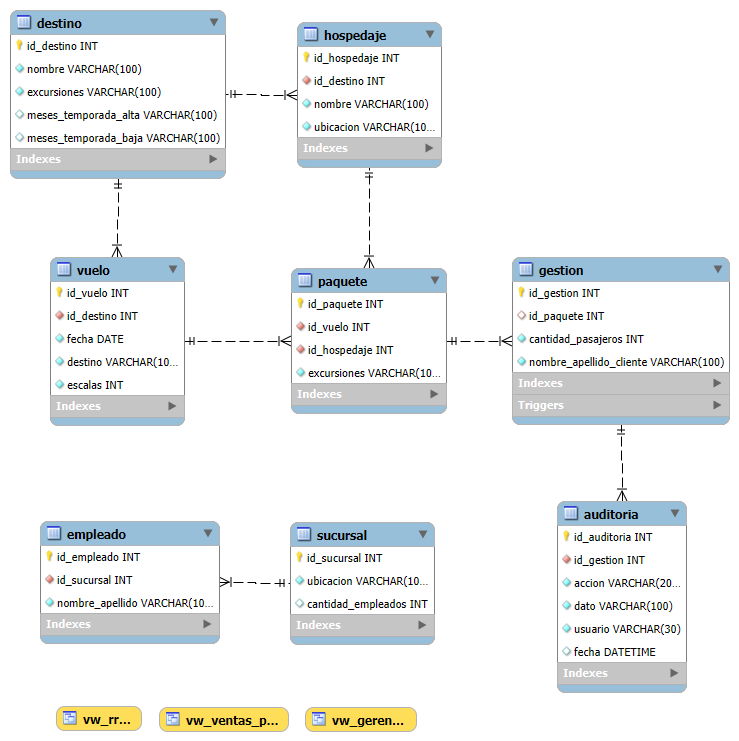 destino
id_destino INT
nombre VARCHAR(100)
excursiones VARCHAR(100)
meses_temporada_alta VARCHAR(100)
meses_temporada_baja VARCHAR(100)
Indexes
hospedaje
id_hospedaje INT
id_destino INT
nombre VARCHAR(100)
ubicacion VARCHAR(10...
Indexes
vuelo
id_vuelo INT
id_destino INT
fecha DATE
destino VARCHAR(10...
escalas INT
Indexes
paquete
id_paquete INT
id_vuelo INT
id_hospedaje INT
excursiones VARCHAR(10...
Indexes
gestion
id_gestion INT
id_paquete INT
cantidad_pasajeros INT
nombre_apellido_cliente VARCHAR(100)
Indexes
Triggers
empleado
id_empleado INT
id_sucursal INT
nombre_apellido VARCHAR(10...
Indexes
sucursal
id_sucursal INT
ubicacion VARCHAR(10...
cantidad_empleados INT
Indexes
auditoria
id_auditoria INT
id_gestion INT
accion VARCHAR(20...
dato VARCHAR(100)
usuario VARCHAR(30)
fecha DATETIME
Indexes
vw_rr...
vw_ventas_p...
vw_geren...